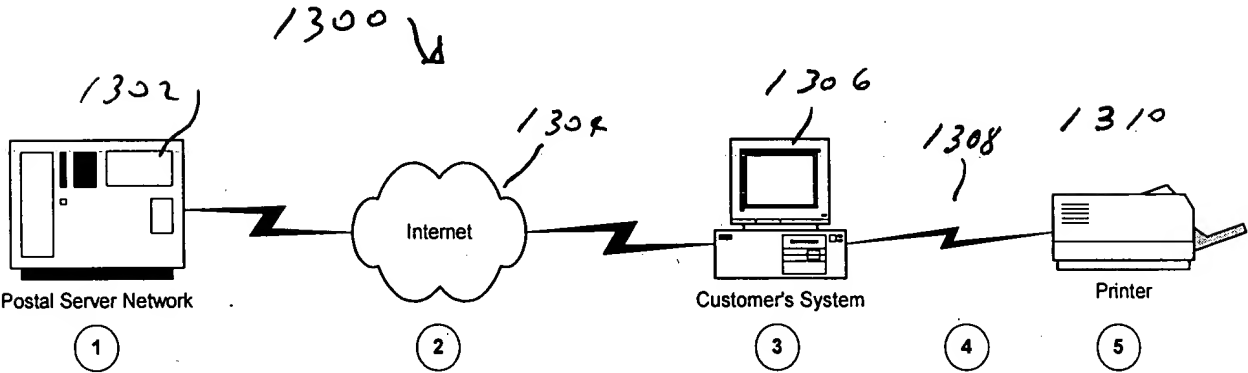 1300
1302
1304
1306
1308
1310
Internet
Postal Server Network
Customer's System
Printer
1
2
3
4
5